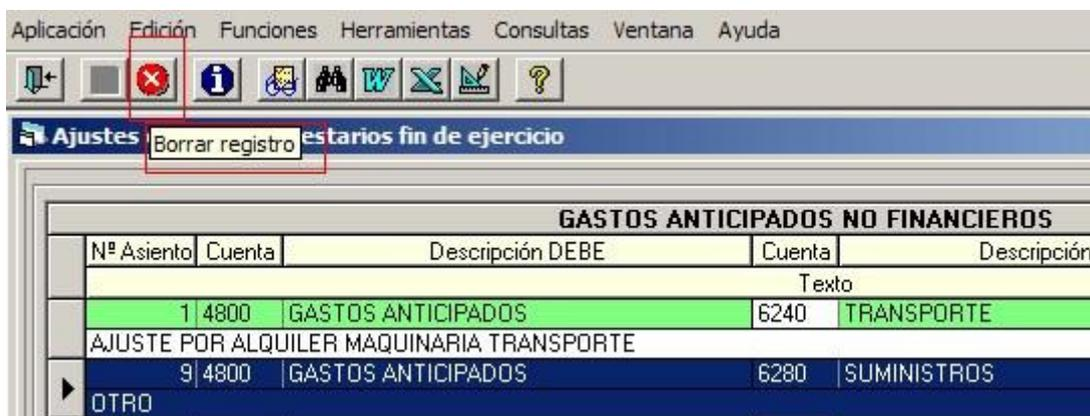 Aplicación Edición Funciones Herramientas Consultas Ventana Ayuda
Ajustes estarios fin de ejercicio
Borrar registro
GASTOS ANTICIPADOS NO FINANCIEROS
Nº Asiento Cuenta Descripción DEBE Cuenta Descripción
Texto
1 4800 GASTOS ANTICIPADOS 6240 TRANSPORTE
AJUSTE POR ALQUILER MAQUINARIA TRANSPORTE
9 4800 GASTOS ANTICIPADOS 6280 SUMINISTROS
OTRO